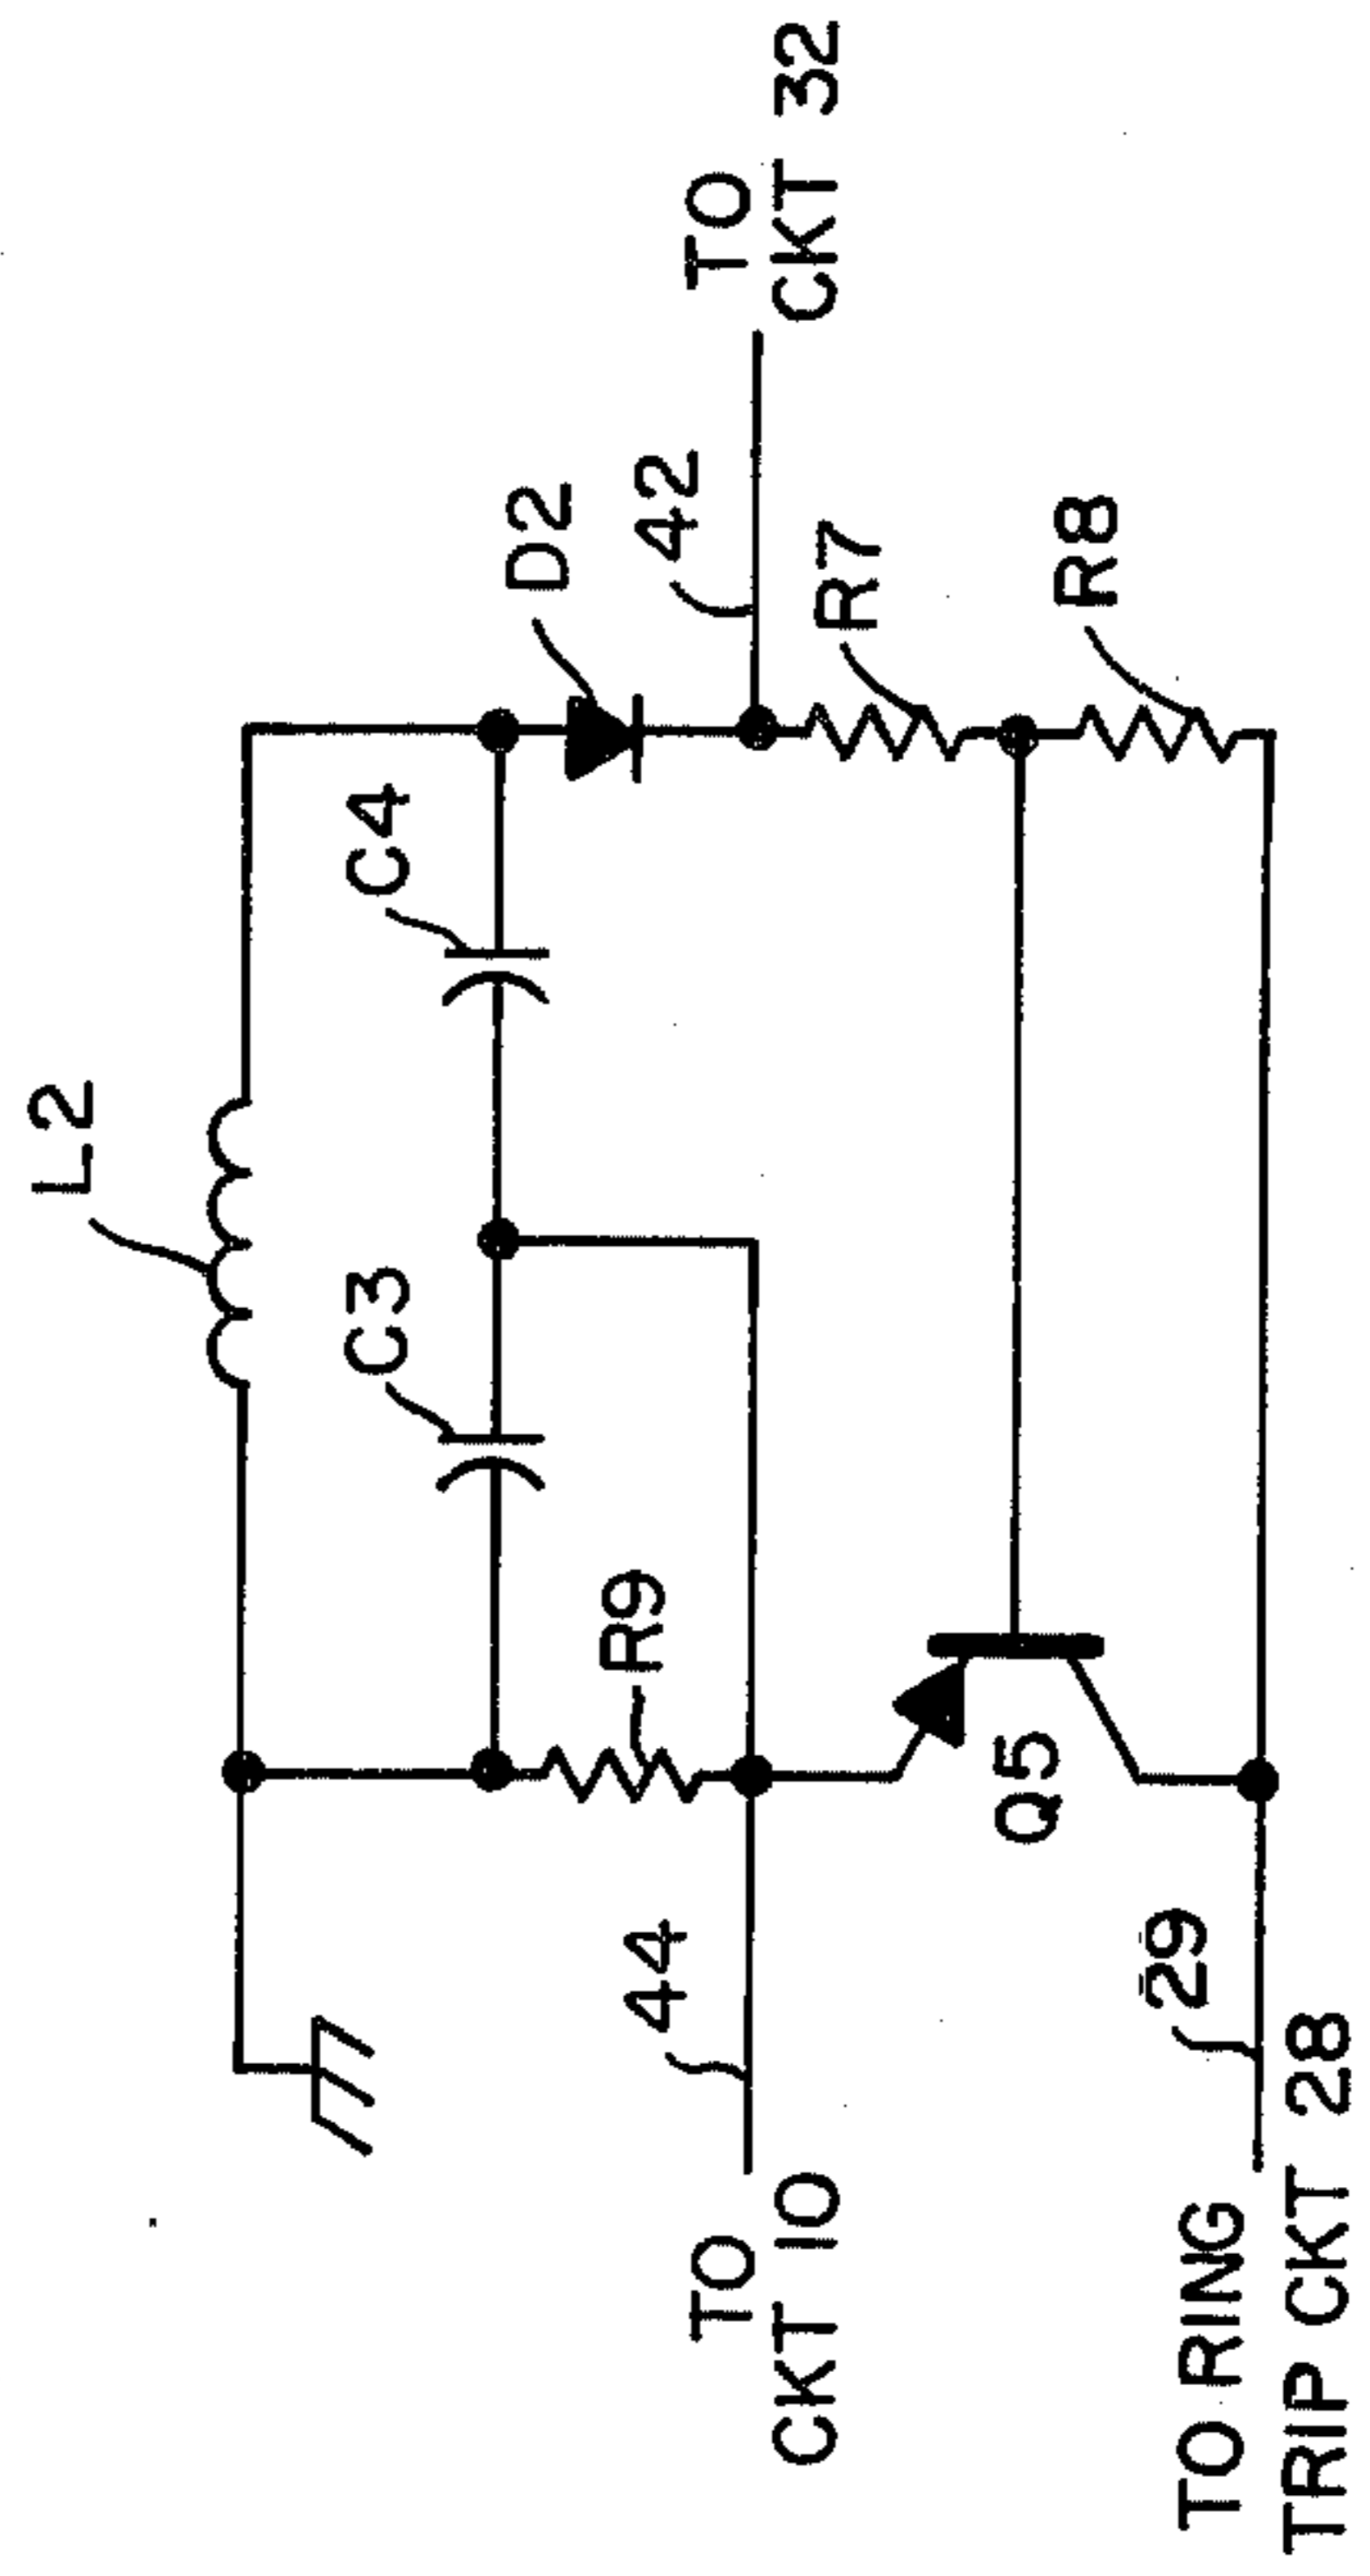 L2
C3
C4
D2
R9
44
42
TO
CKT 10
TO
CKT 32
R7
Q5
R8
29
TO RING
TRIP CKT 28